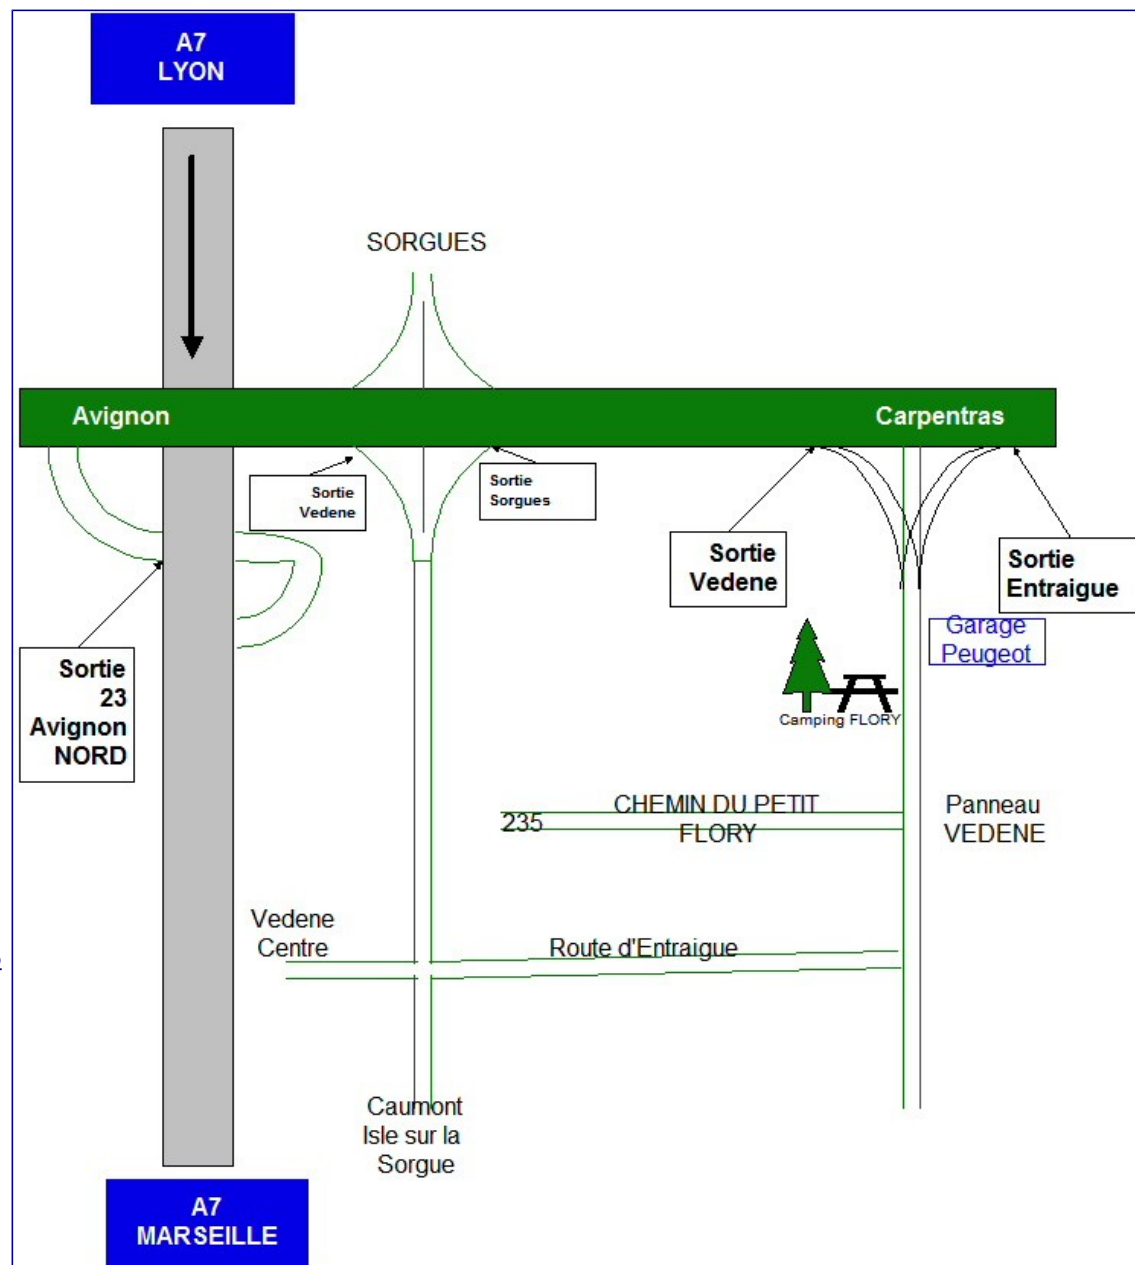 A7
LYON
SORGUES
Avignon
Carpentras
Sortie
Vedene
Sortie
Sorgues
Sortie
Vedene
Sortie
Entraigue
Garage
Peugeot
Sortie
23
Avignon
NORD
Camping FLORY
CHEMIN DU PETIT
FLORY
235
Panneau
VEDENE
Vedene
Centre
Route d'Entraigue
Caumont
Isle sur la
Sorgue
A7
MARSEILLE